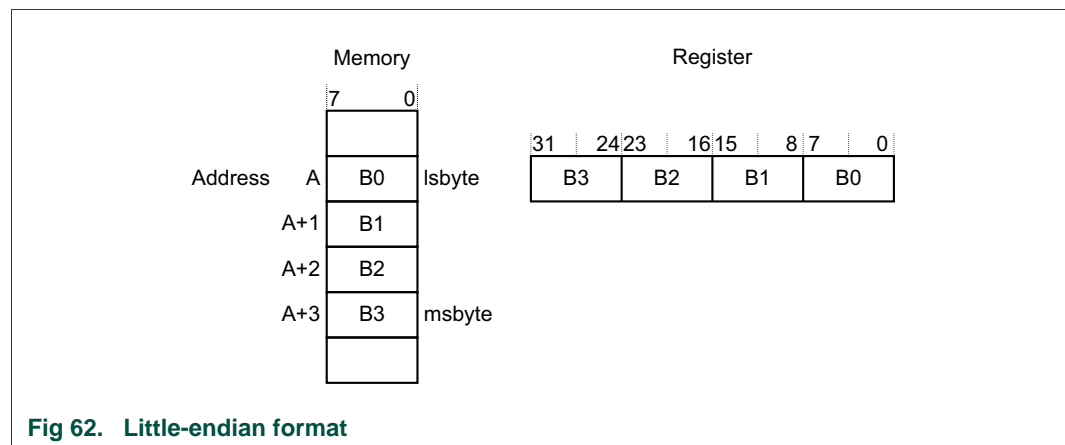 Memory Register
7 0
31 24 23 16 15 8 7 0
Address A B0 lsbyte B3 B2 B1 B0
A+1 B1
A+2 B2
A+3 B3 msbyte
Fig 62. Little-endian format